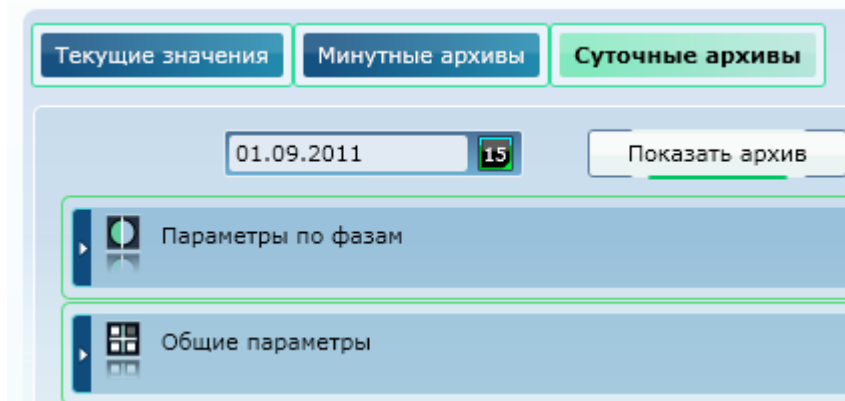 Текущие значения Минутные архивы Суточные архивы
01.09.2011 15 Показать архив
Параметры по фазам
Общие параметры